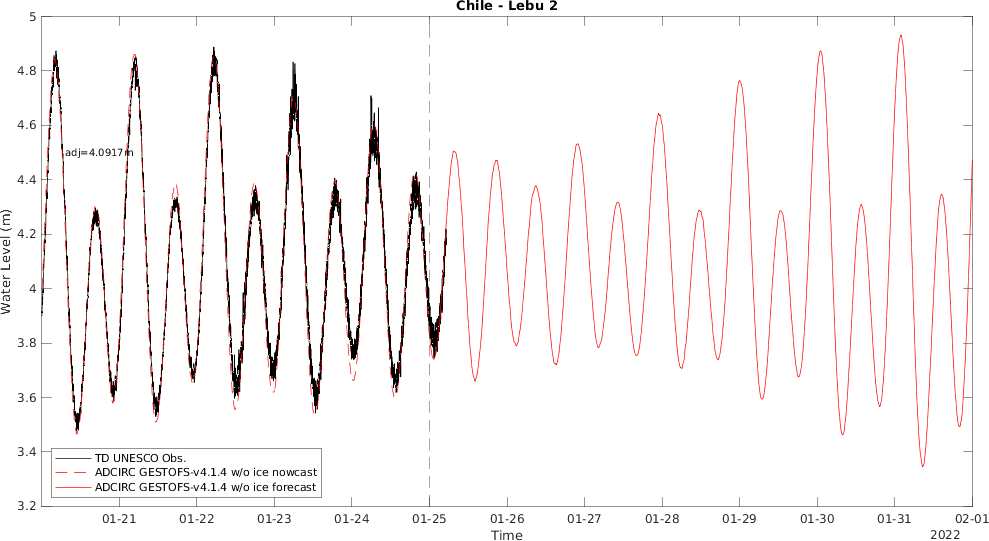 Chile - Lebu 2
5
4.8
4.6
4.4
4.2
4
3.8
3.6
3.4
3.2
Water Level (m)
adj=4.0917m
TD UNESCO Obs.
ADCIRC GESTOFS-v4.1.4 w/o ice nowcast
ADCIRC GESTOFS-v4.1.4 w/o ice forecast
01-21 01-22 01-23 01-24 01-25 01-26 01-27 01-28 01-29 01-30 01-31 02-01
Time
2022